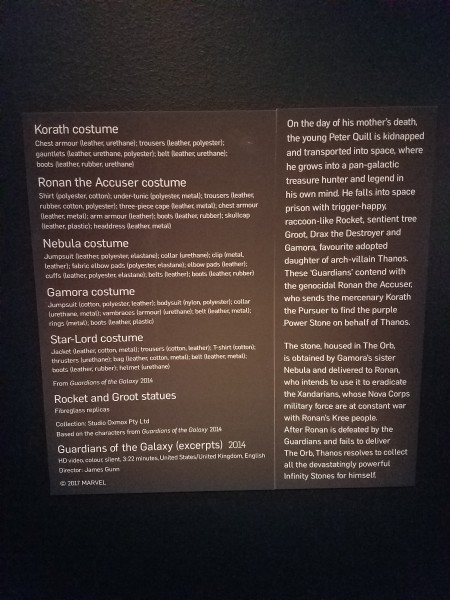 Korath costume
Chest armour (leather, urethane); trousers (leather, polyester);
gauntlets (leather, urethane, polyester); belt (leather, urethane);
boots (leather, rubber, urethane)
Ronan the Accuser costume
Shirt (polyester, cotton); under-tunic (polyester, metal); trousers (leather,
rubber, cotton, polyester); three-piece cape (leather, metal); chest armour
(leather, metal); arm armour (leather); boots (leather, rubber); skullcap
(leather, plastic); headdress (leather, metal)
Nebula costume
Jumpsuit (leather, polyester, elastane); collar (urethane); clip (metal,
leather); fabric elbow pads (polyester, elastane); elbow pads (leather);
cuffs (leather, polyester, elastane); belts (leather); boots (leather, rubber)
Gamora costume
Jumpsuit (cotton, polyester, leather); bodysuit (nylon, polyester); collar
(urethane, metal); vambraces (armour) (urethane); belt (leather, metal);
rings (metal); boots (leather, plastic)
Star-Lord costume
Jacket (leather, cotton, metal); trousers (cotton, leather); T-shirt (cotton);
thrusters (urethane); bag (leather, cotton, metal); belt (leather, metal);
boots (leather, rubber); helmet (urethane)
From Guardians of the Galaxy 2014
Rocket and Groot statues
Fibreglass replicas
Collection: Studio Oxmox Pty Ltd
Based on the characters from Guardians of the Galaxy 2014
Guardians of the Galaxy (excerpts) 2014
HD video, colour, silent, 3:22 minutes, United States/United Kingdom, English
Director: James Gunn
© 2017 MARVEL
On the day of his mother's death,
the young Peter Quill is kidnapped
and transported into space, where
he grows into a pan-galactic
treasure hunter and legend in
his own mind. He falls into space
prison with trigger-happy,
raccoon-like Rocket, sentient tree
Groot, Drax the Destroyer and
Gamora, favourite adopted
daughter of arch-villain Thanos.
These 'Guardians' contend with
the genocidal Ronan the Accuser,
who sends the mercenary Korath
the Pursuer to find the purple
Power Stone on behalf of Thanos.
The stone, housed in The Orb,
is obtained by Gamora's sister
Nebula and delivered to Ronan,
who intends to use it to eradicate
the Xandarians, whose Nova Corps
military force are at constant war
with Ronan's Kree people.
After Ronan is defeated by the
Guardians and fails to deliver
The Orb, Thanos resolves to collect
all the devastatingly powerful
Infinity Stones for himself.